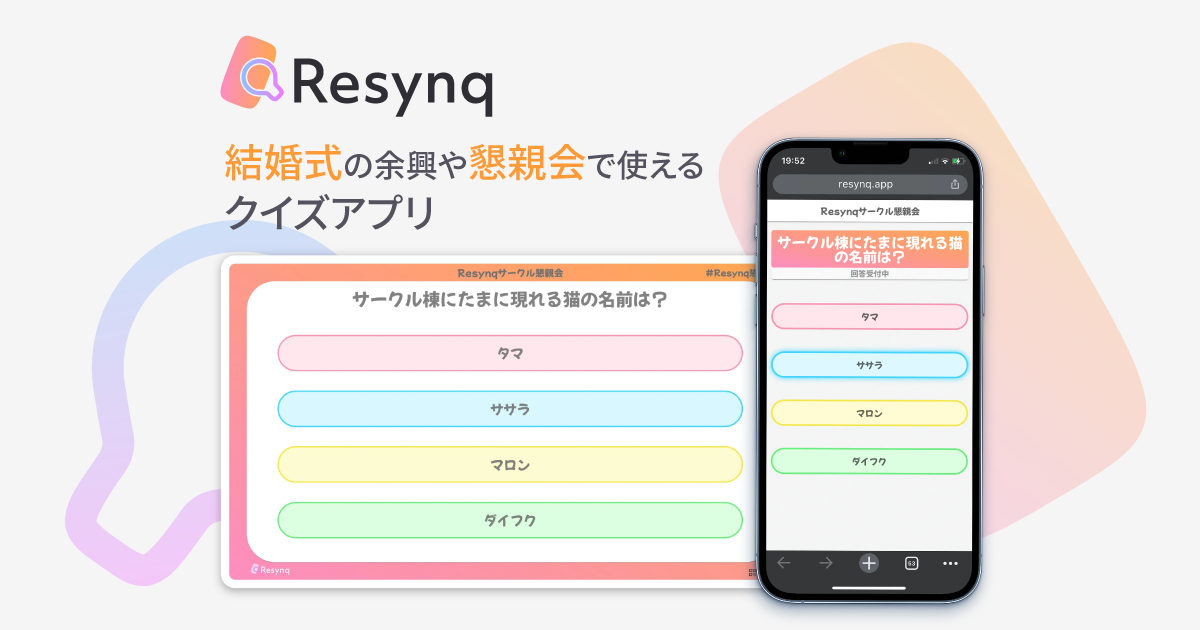 Resynq
結婚式の余興や懇親会で使える
クイズアプリ
Resynqサークル懇親会
#Resynq
サークル棟にたまに現れる猫の名前は?
タマ
ササラ
マロン
ダイフク
Resynq
19:52
resynq.app
Resynqサークル懇親会
サークル棟にたまに現れる猫
の名前は?
回答受付中
タマ
ササラ
マロン
ダイフク
53